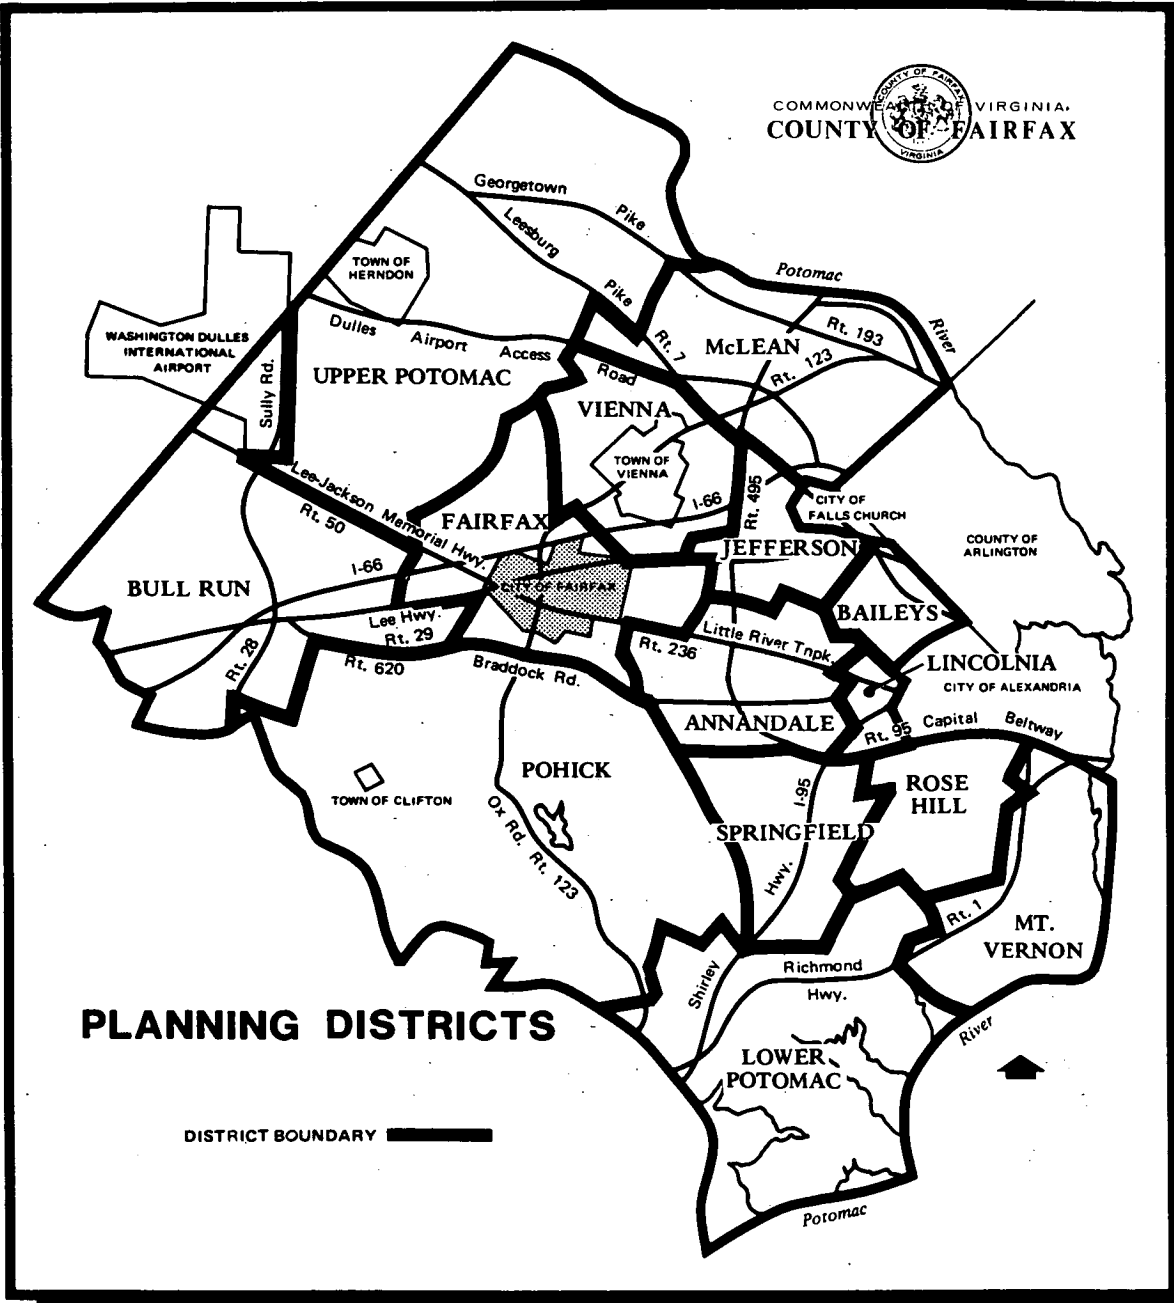 COMMONWEALTH OF VIRGINIA
COUNTY OF FAIRFAX
COUNTY OF FAIRFAX
VIRGINIA
Georgetown
Pike
Leesburg
Pike
Rt. 7
Potomac
River
TOWN OF
HERNDON
WASHINGTON DULLES
INTERNATIONAL
AIRPORT
Dulles
Airport
Access
Road
McLEAN
Rt. 193
Rt. 123
UPPER POTOMAC
Sully Rd.
VIENNA
TOWN OF
VIENNA
I-66
Rt. 495
CITY OF
FALLS CHURCH
Lee-Jackson Memorial Hwy.
Rt. 50
FAIRFAX
JEFFERSON
COUNTY OF
ARLINGTON
BULL RUN
I-66
CITY OF FAIRFAX
BAILEYS
Lee Hwy.
Rt. 29
Little River Tnpk.
Rt. 236
Rt. 28
Rt. 620
Braddock Rd.
LINCOLNIA
CITY OF ALEXANDRIA
ANNANDALE
Rt. 95
Capital
Beltway
POHICK
TOWN OF CLIFTON
ROSE
HILL
I-95
SPRINGFIELD
Ox Rd. Rt. 123
Hwy.
Rt. 1
MT.
VERNON
Shirley
Richmond
Hwy.
PLANNING DISTRICTS
River
LOWER
POTOMAC
DISTRICT BOUNDARY
Potomac